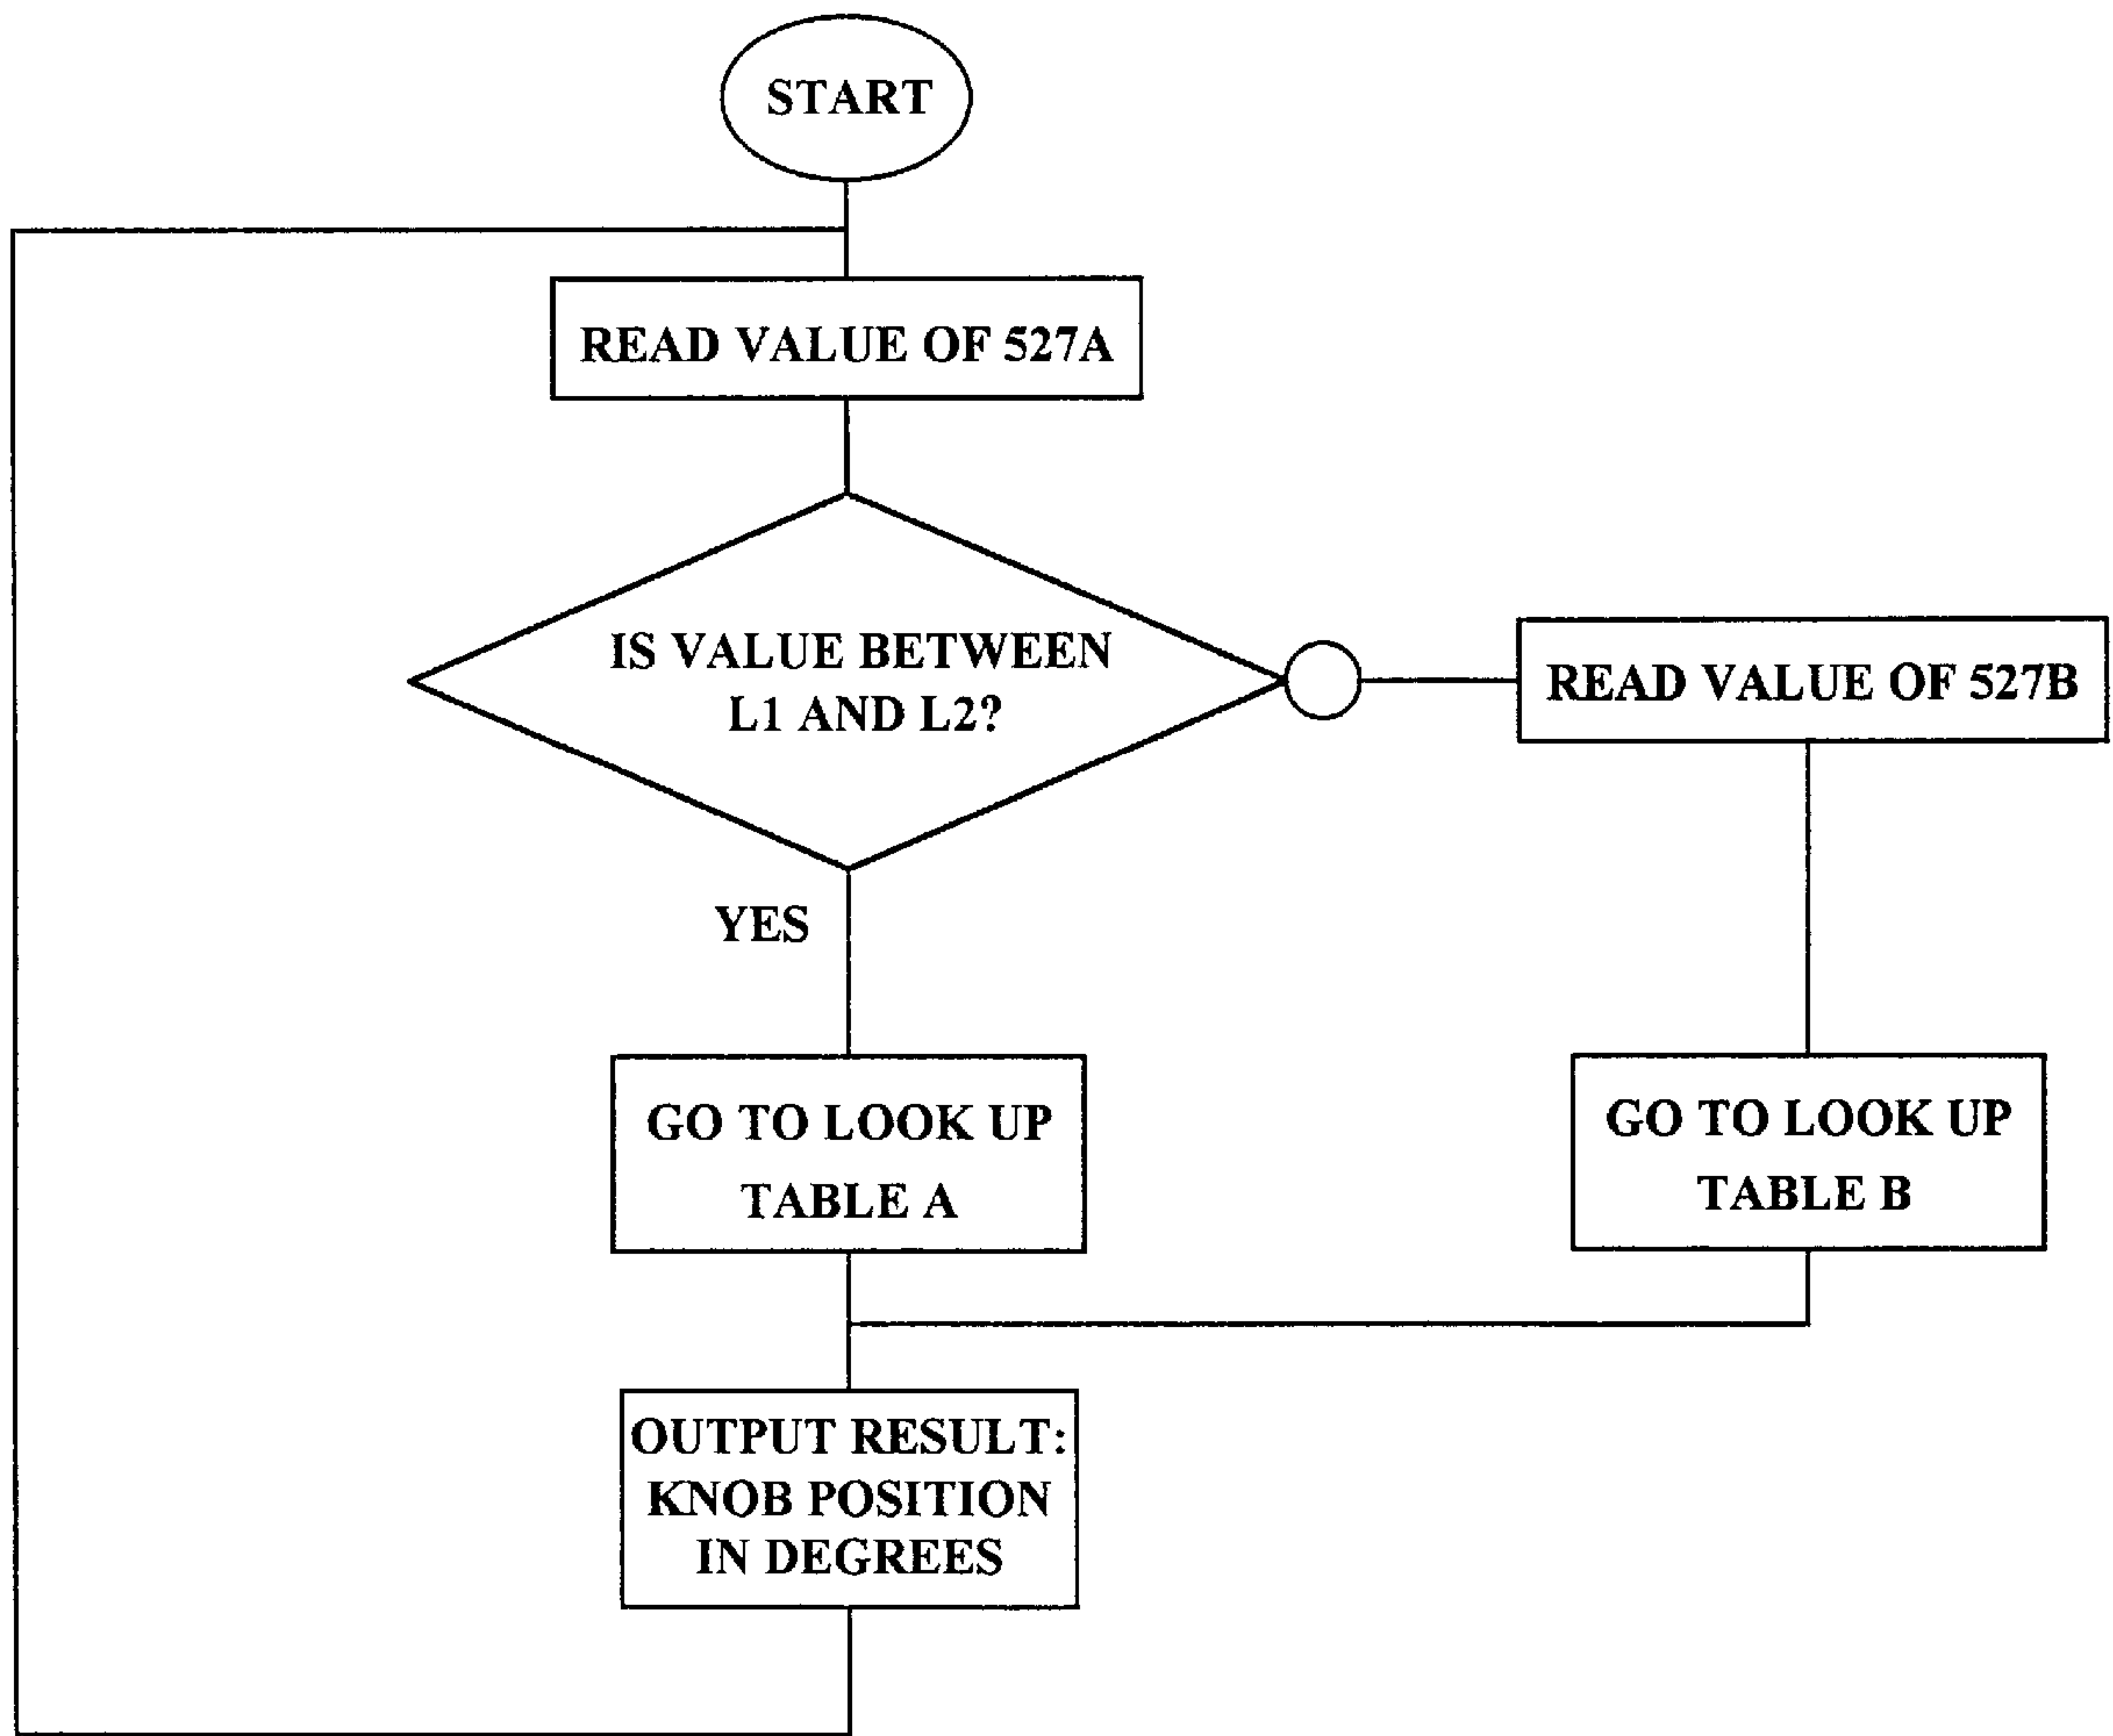 START
READ VALUE OF 527A
IS VALUE BETWEEN
L1 AND L2?
READ VALUE OF 527B
YES
GO TO LOOK UP
TABLE A
GO TO LOOK UP
TABLE B
OUTPUT RESULT:
KNOB POSITION
IN DEGREES